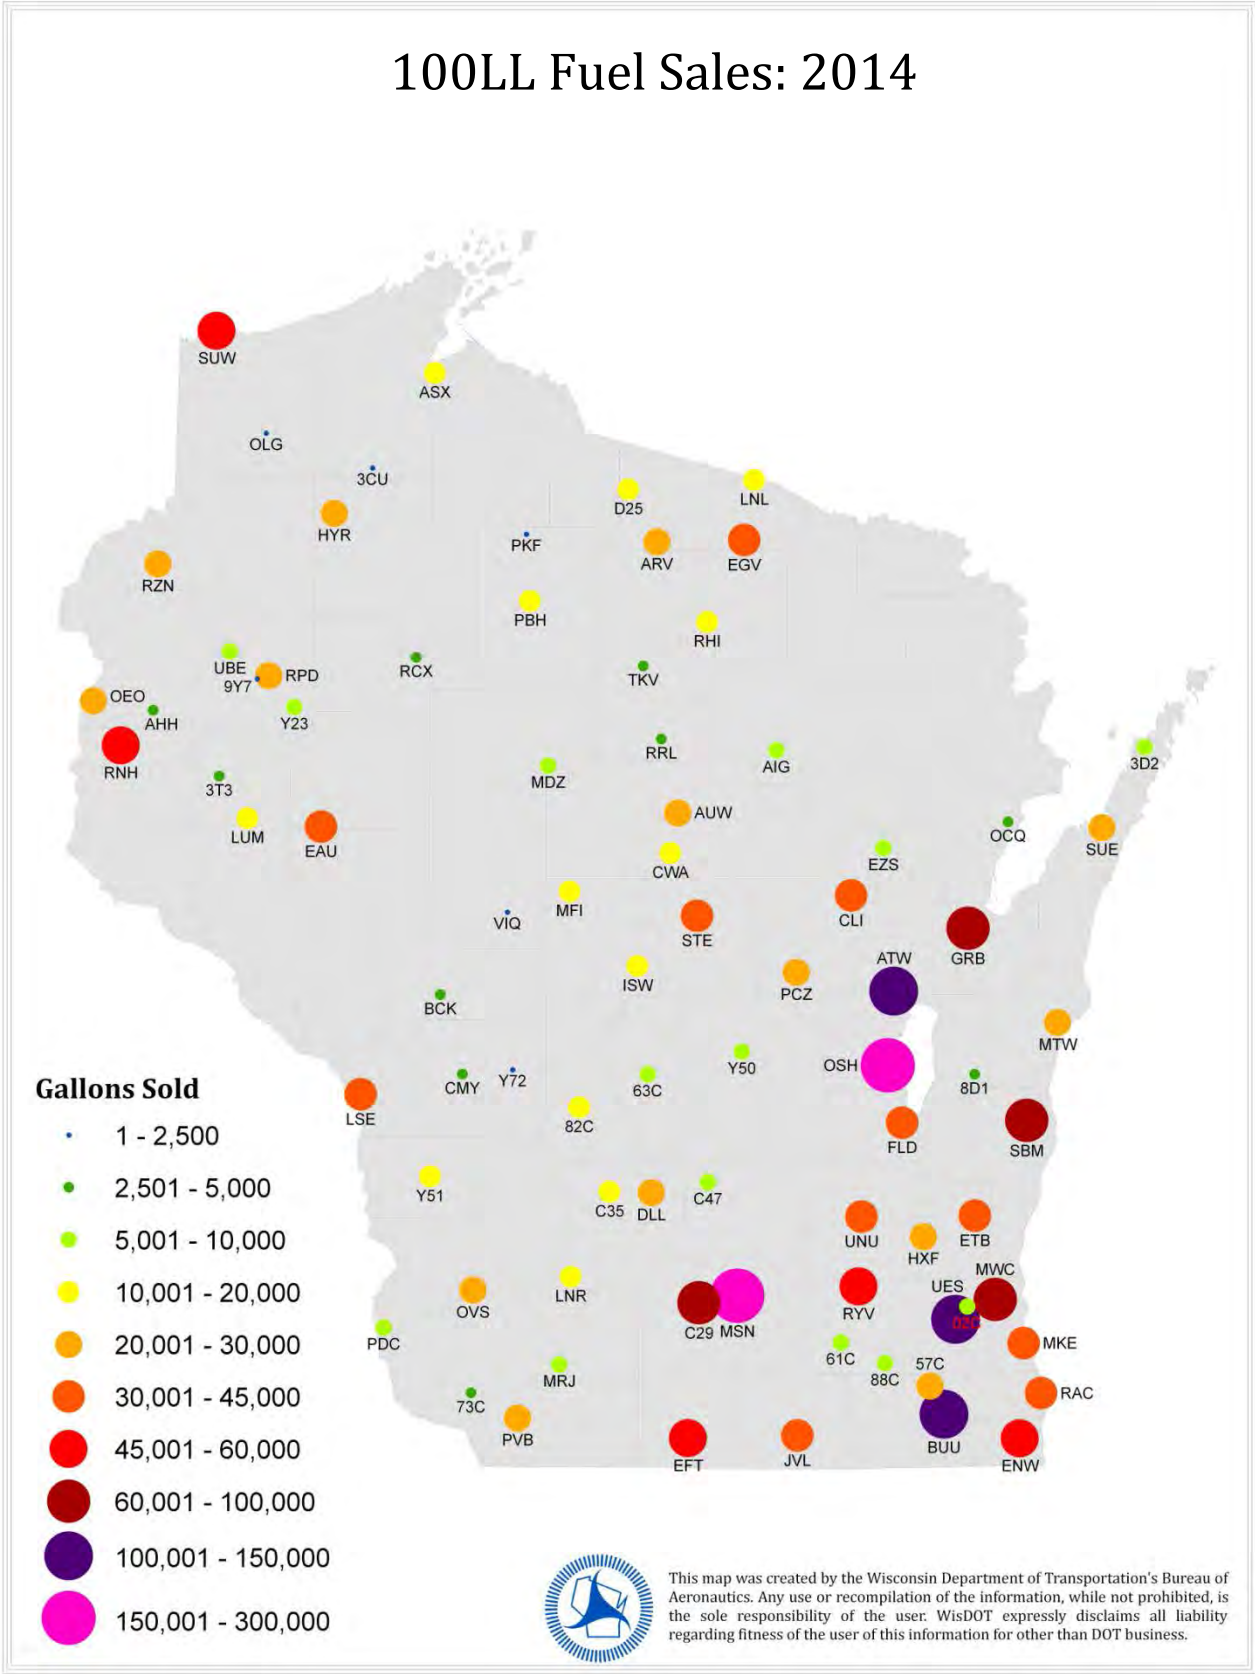 100LL Fuel Sales: 2014
SUW
ASX
OLG
3CU
LNL
D25
HYR
PKF
ARV
EGV
RZN
PBH
RHI
UBE
RPD
RCX
TKV
9Y7
OEO
AHH
Y23
RRL
3D2
AIG
RNH
MDZ
3T3
AUW
LUM
EAU
OCQ
SUE
EZS
CWA
MFI
VIQ
CLI
STE
ATW
GRB
ISW
PCZ
BCK
MTW
OSH
Y50
CMY
Y72
63C
8D1
Gallons Sold
LSE
82C
FLD
SBM
1 - 2,500
2,501 - 5,000
Y51
C47
C35
DLL
5,001 - 10,000
UNU
ETB
HXF
MWC
10,001 - 20,000
LNR
UES
OVS
RYV
02C
C29
MSN
PDC
MKE
20,001 - 30,000
61C
57C
MRJ
88C
RAC
30,001 - 45,000
73C
PVB
BUU
45,001 - 60,000
EFT
JVL
ENW
60,001 - 100,000
100,001 - 150,000
150,001 - 300,000
This map was created by the Wisconsin Department of Transportation's Bureau of
Aeronautics. Any use or recompilation of the information, while not prohibited, is
the sole responsibility of the user. WisDOT expressly disclaims all liability
regarding fitness of the user of this information for other than DOT business.